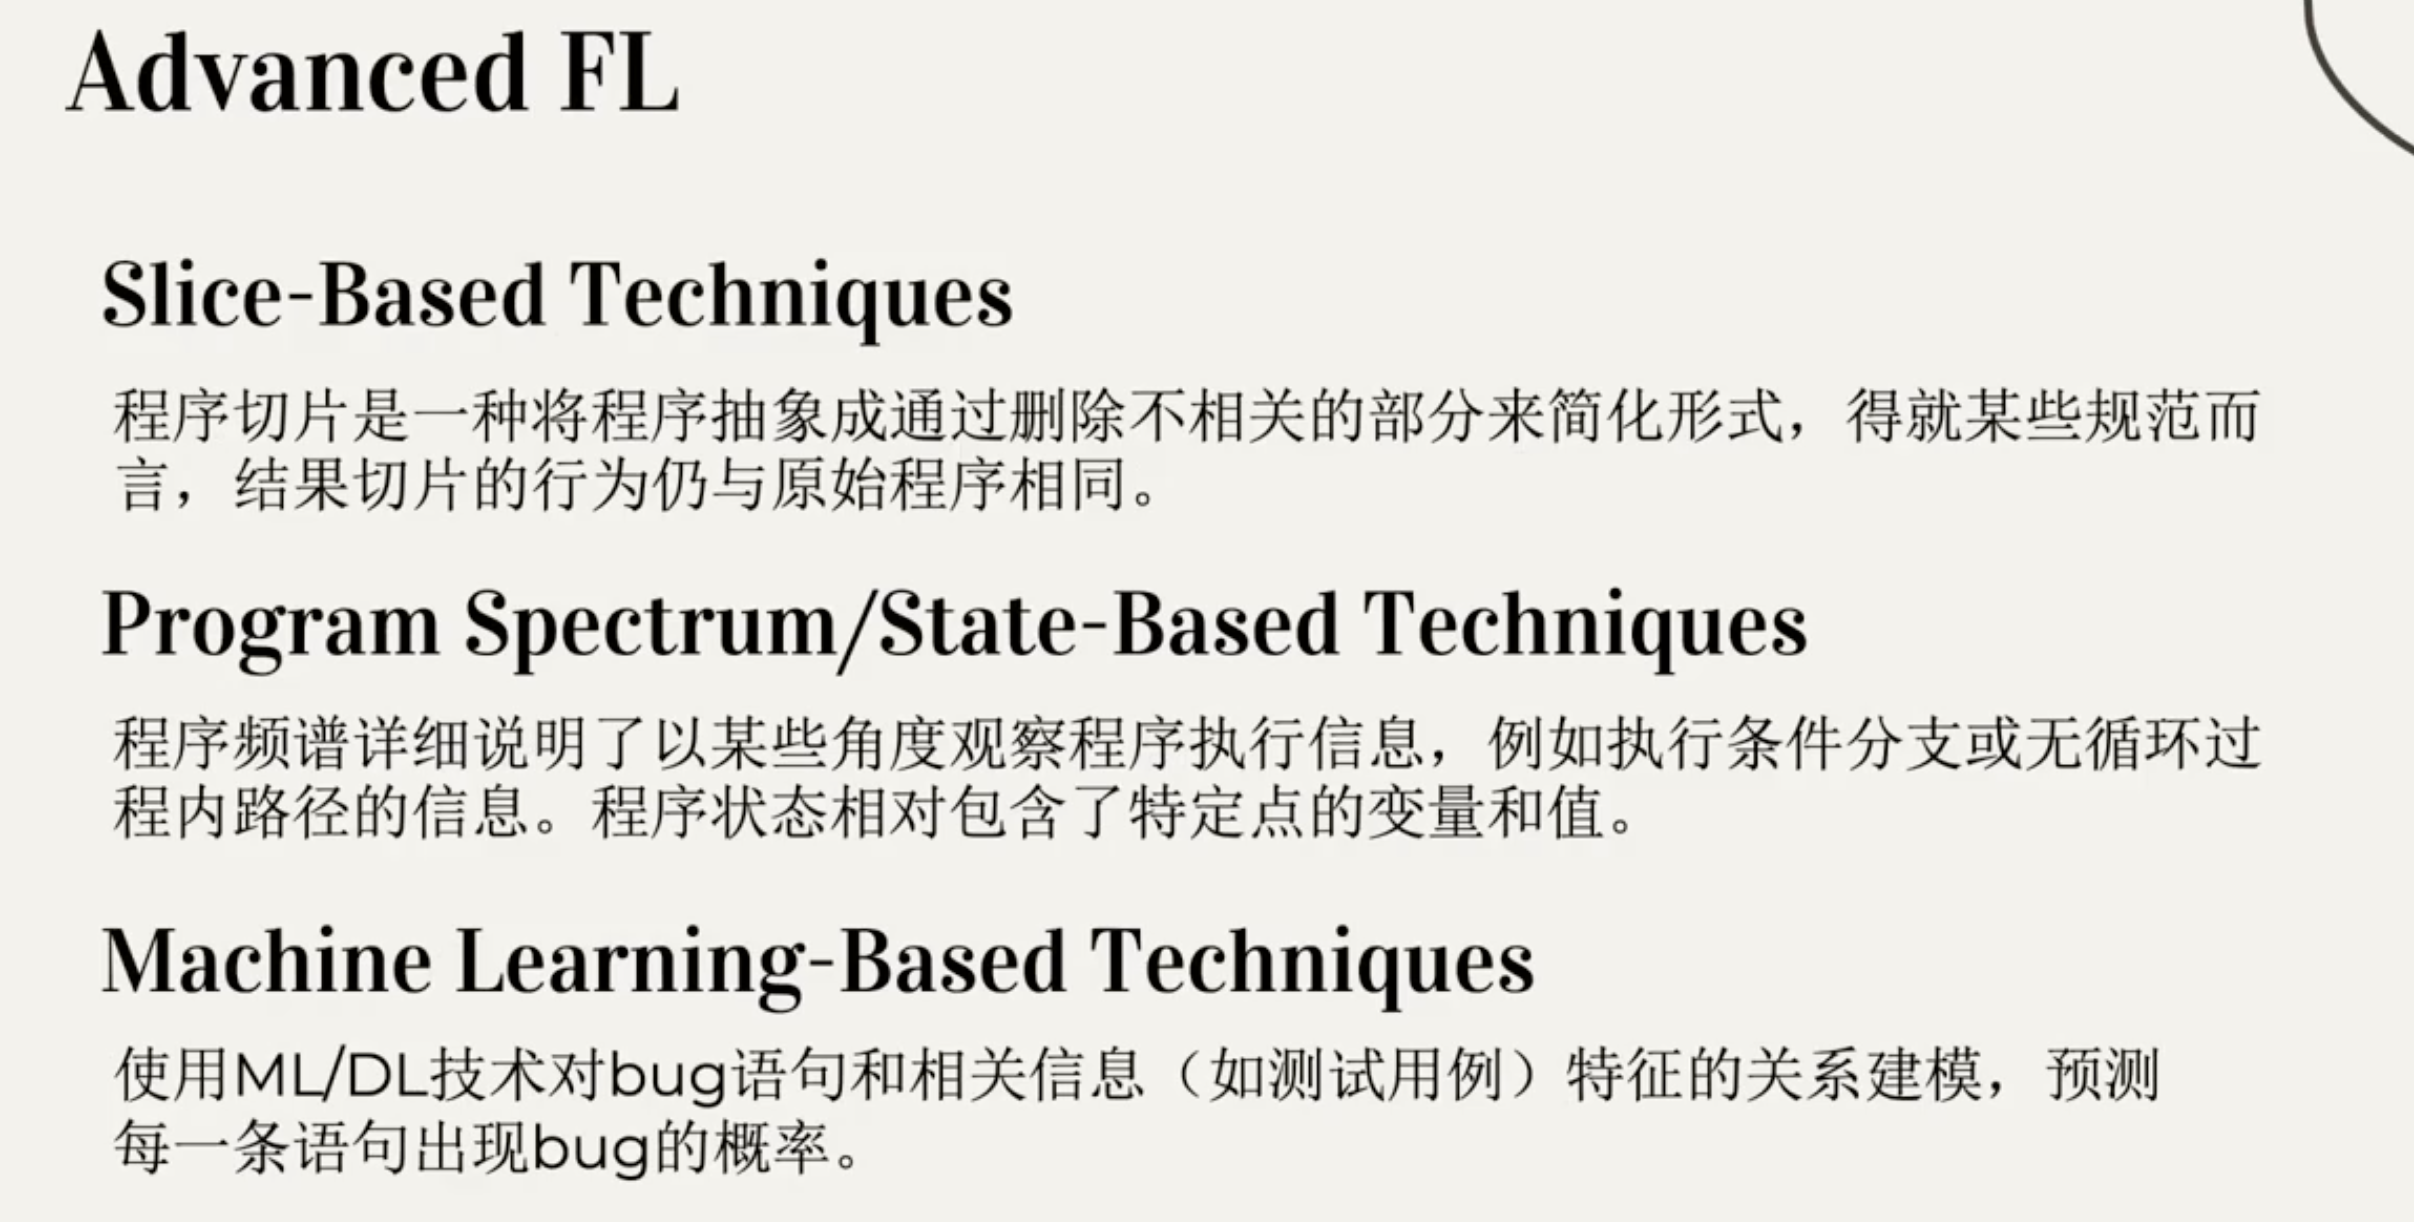 Advanced FL
Slice-Based Techniques
程序切片是一种将程序抽象成通过删除不相关的部分来简化形式，得就某些规范而
言，结果切片的行为仍与原始程序相同。
Program Spectrum/State-Based Techniques
程序频谱详细说明了以某些角度观察程序执行信息，例如执行条件分支或无循环过
程内路径的信息。程序状态相对包含了特定点的变量和值。
Machine Learning-Based Techniques
使用ML/DL技术对bug语句和相关信息（如测试用例）特征的关系建模，预测
每一条语句出现bug的概率。